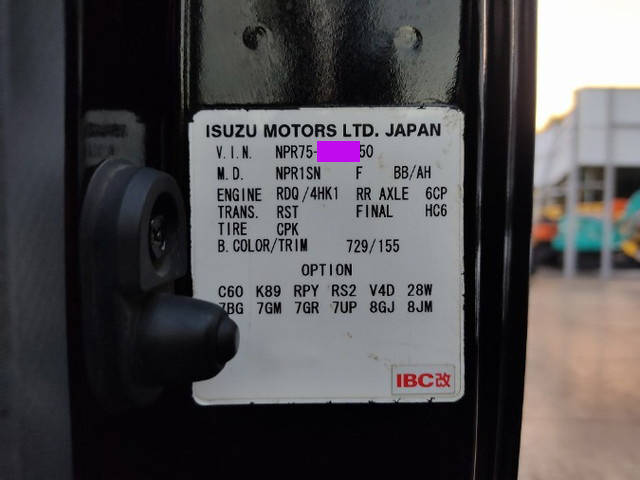 ISUZU MOTORS LTD. JAPAN
V.I.N. NPR75- 50
M.D. NPR1SN F BB/AH
ENGINE RDQ/4HK1 RR AXLE 6CP
TRANS. RST FINAL HC6
TIRE CPK
B.COLOR/TRIM 729/155
OPTION
C60 K89 RPY RS2 V4D 28W
7BG 7GM 7GR 7UP 8GJ 8JM
IBC改